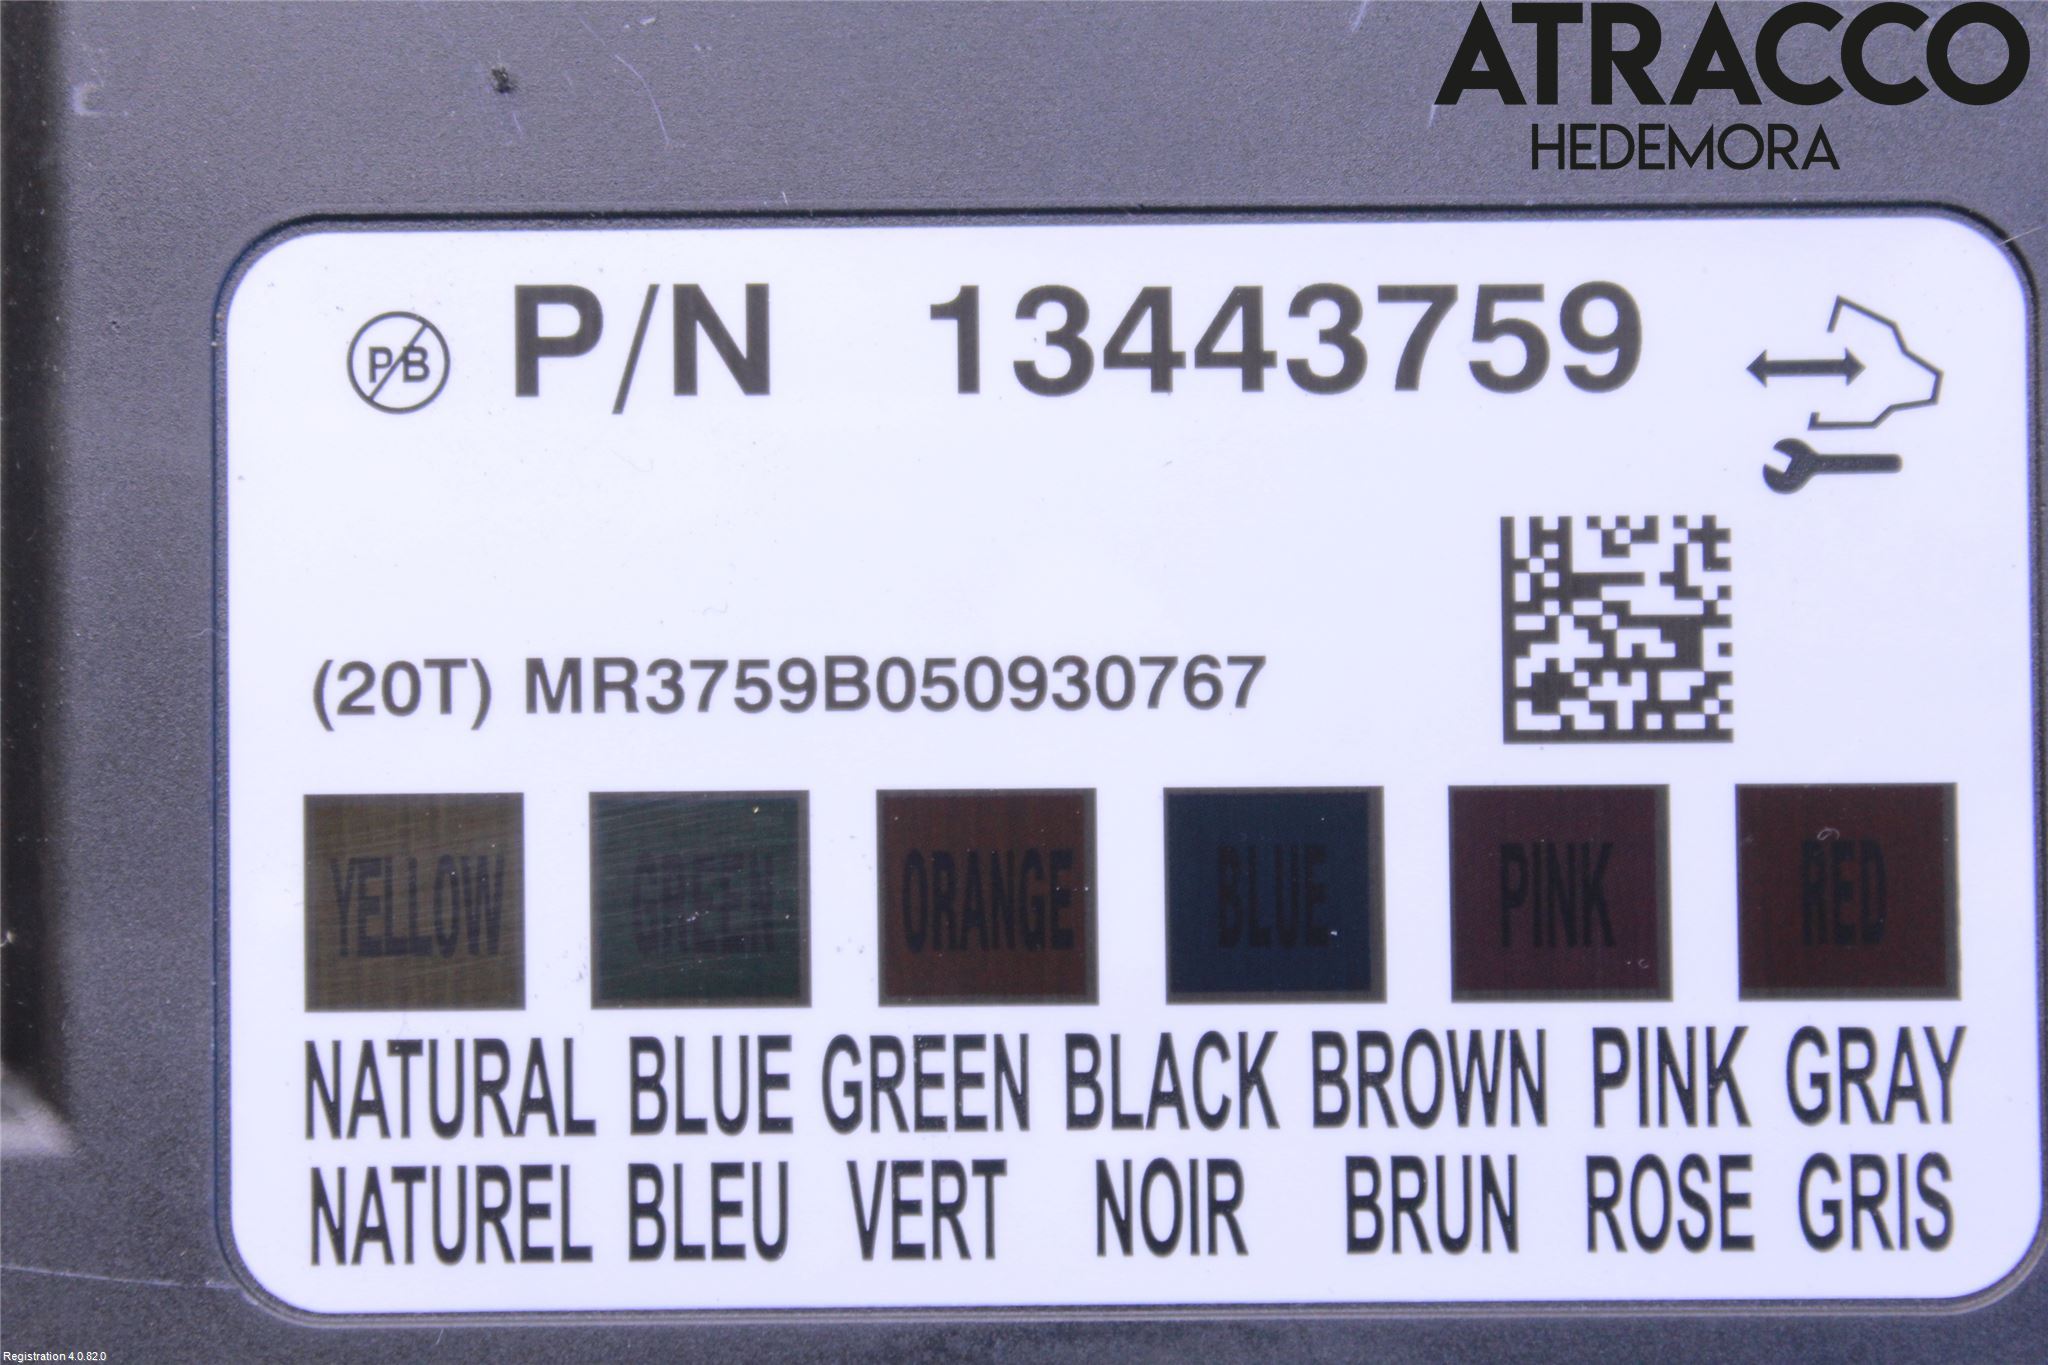 ATRACCO
HEDEMORA
P/B P/N 13443759
(20T) MR3759B050930767
YELLOW GREEN ORANGE BLUE PINK RED
NATURAL BLUE GREEN BLACK BROWN PINK GRAY
NATUREL BLEU VERT NOIR BRUN ROSE GRIS
Registration 4.0.82.0